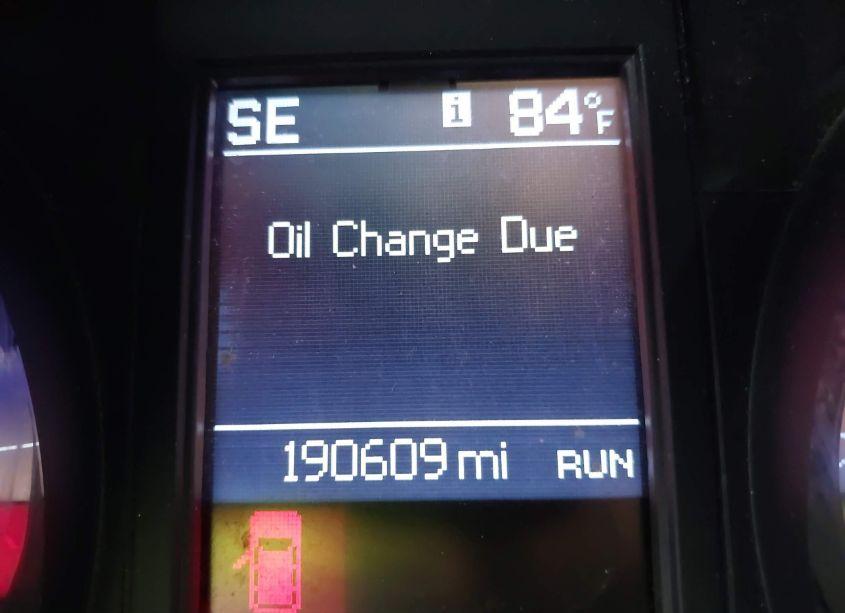 SE i 84°F
Oil Change Due
190609 mi RUN